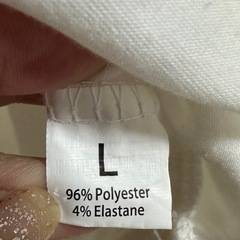 L
96% Polyester
4% Elastane